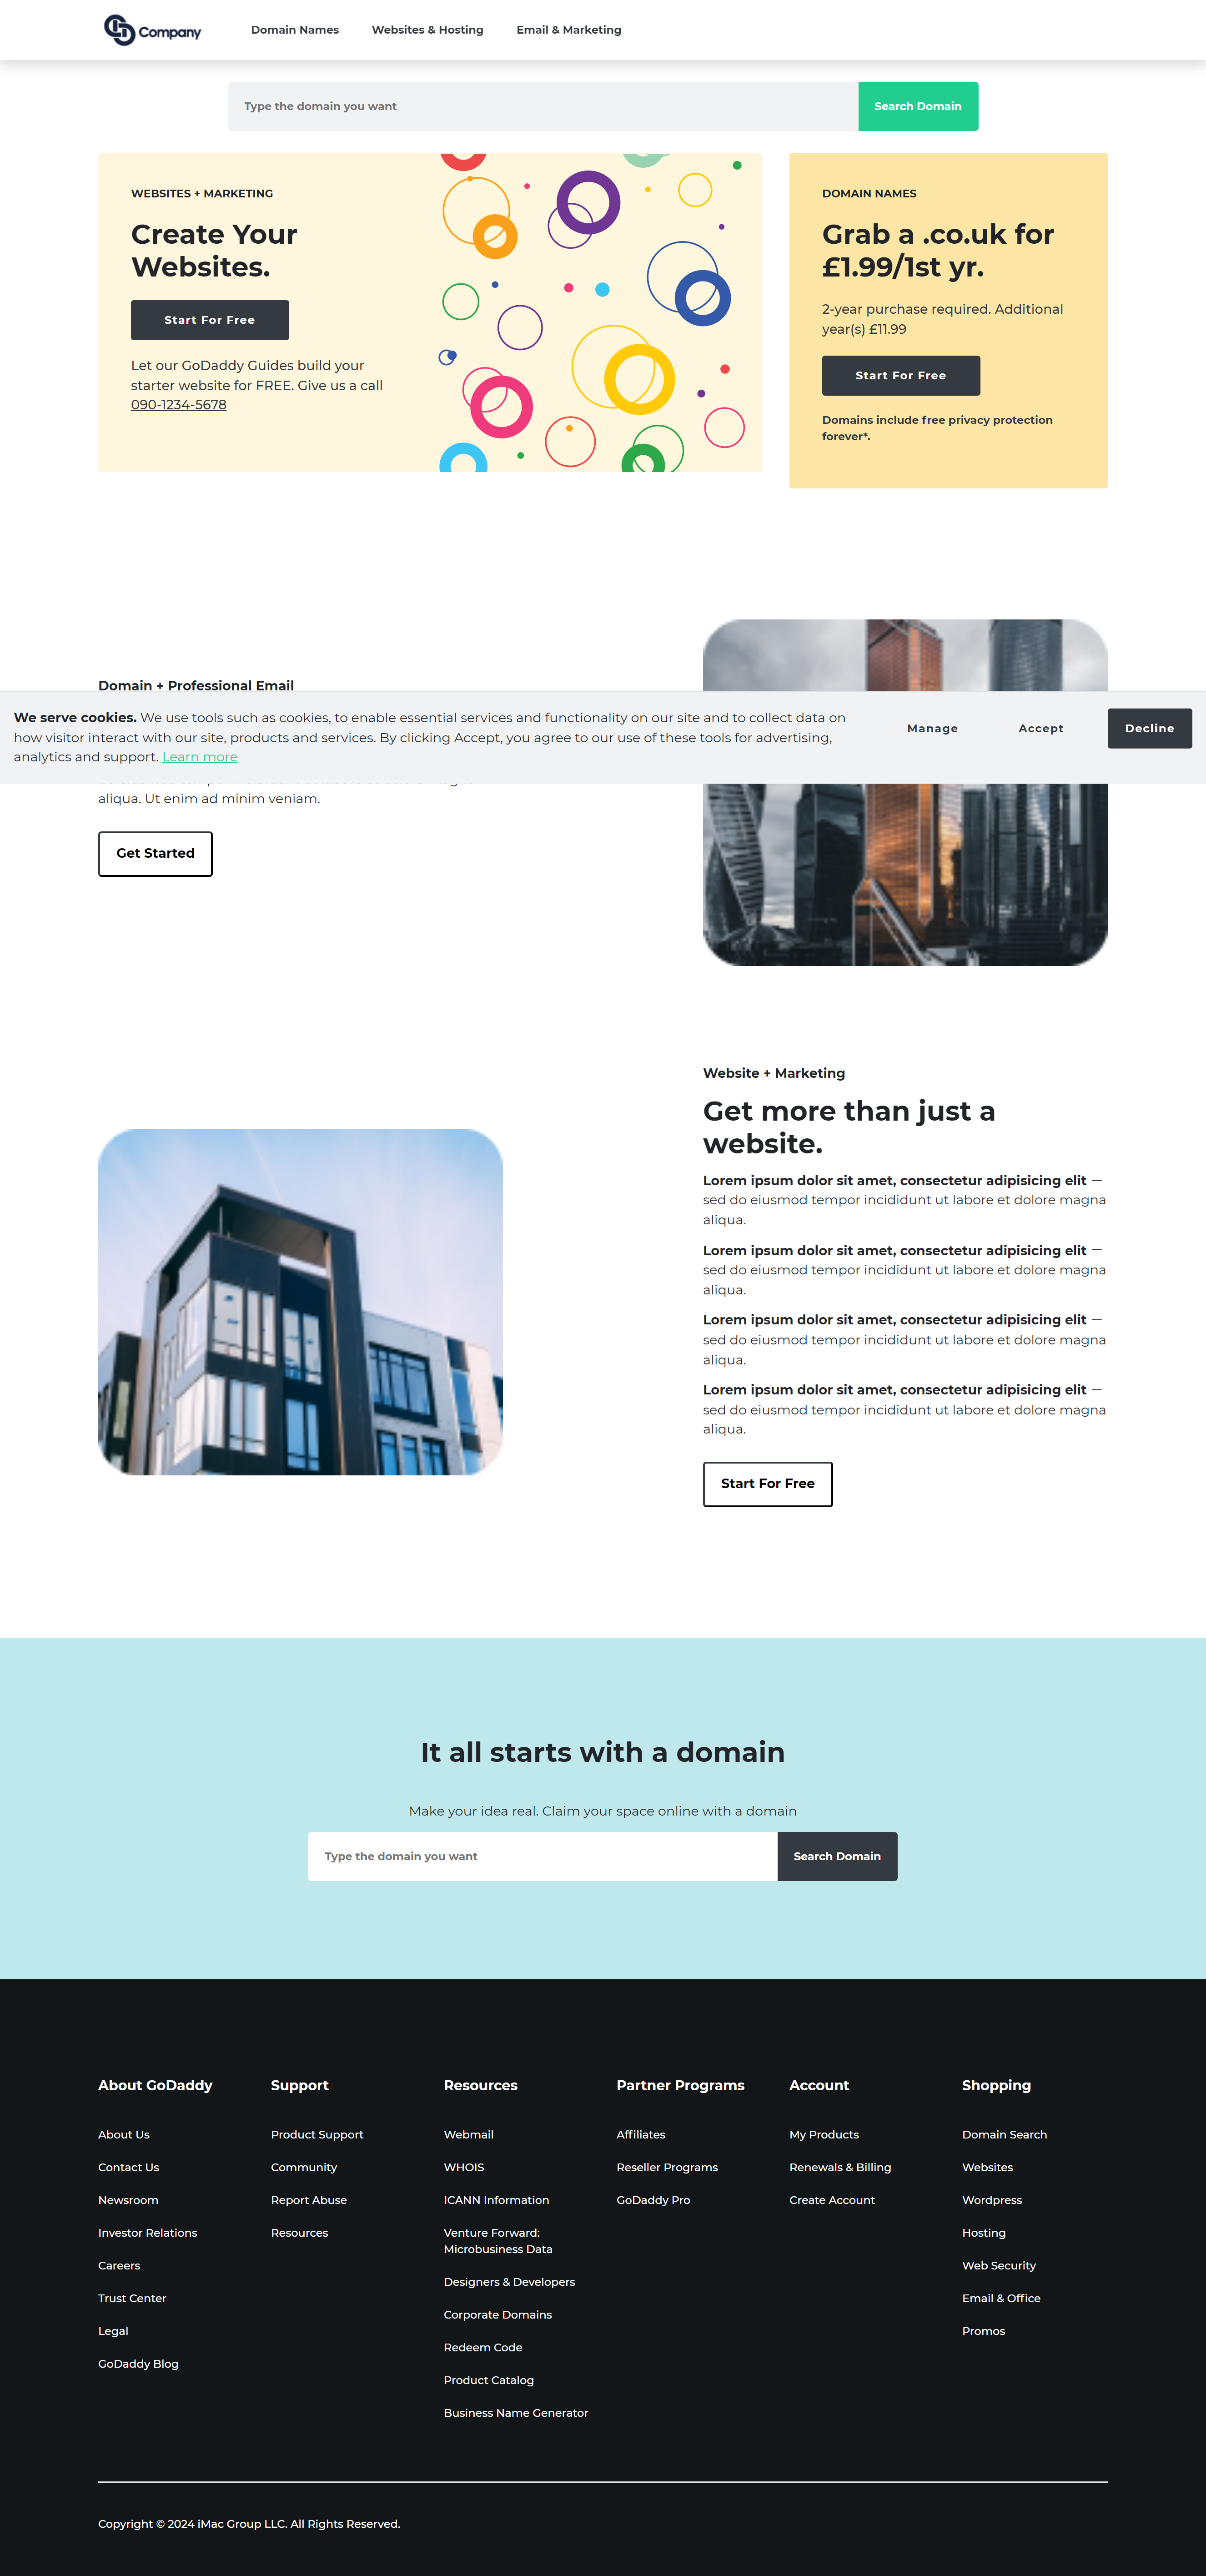 Company
Domain Names
Websites & Hosting
Email & Marketing
Type the domain you want
Search Domain
WEBSITES + MARKETING
Create Your
Websites.
Start For Free
Let our GoDaddy Guides build your
starter website for FREE. Give us a call
090-1234-5678
DOMAIN NAMES
Grab a .co.uk for
£1.99/1st yr.
2-year purchase required. Additional
year(s) £11.99
Start For Free
Domains include free privacy protection
forever*.
Domain + Professional Email
We serve cookies. We use tools such as cookies, to enable essential services and functionality on our site and to collect data on
how visitor interact with our site, products and services. By clicking Accept, you agree to our use of these tools for advertising,
analytics and support. Learn more
Manage
Accept
Decline
aliqua. Ut enim ad minim veniam.
Get Started
Website + Marketing
Get more than just a
website.
Lorem ipsum dolor sit amet, consectetur adipisicing elit —
sed do eiusmod tempor incididunt ut labore et dolore magna
aliqua.
Lorem ipsum dolor sit amet, consectetur adipisicing elit —
sed do eiusmod tempor incididunt ut labore et dolore magna
aliqua.
Lorem ipsum dolor sit amet, consectetur adipisicing elit —
sed do eiusmod tempor incididunt ut labore et dolore magna
aliqua.
Lorem ipsum dolor sit amet, consectetur adipisicing elit —
sed do eiusmod tempor incididunt ut labore et dolore magna
aliqua.
Start For Free
It all starts with a domain
Make your idea real. Claim your space online with a domain
Type the domain you want
Search Domain
About GoDaddy
About Us
Contact Us
Newsroom
Investor Relations
Careers
Trust Center
Legal
GoDaddy Blog
Support
Product Support
Community
Report Abuse
Resources
Resources
Webmail
WHOIS
ICANN Information
Venture Forward:
Microbusiness Data
Designers & Developers
Corporate Domains
Redeem Code
Product Catalog
Business Name Generator
Partner Programs
Affiliates
Reseller Programs
GoDaddy Pro
Account
My Products
Renewals & Billing
Create Account
Shopping
Domain Search
Websites
Wordpress
Hosting
Web Security
Email & Office
Promos
Copyright © 2024 iMac Group LLC. All Rights Reserved.